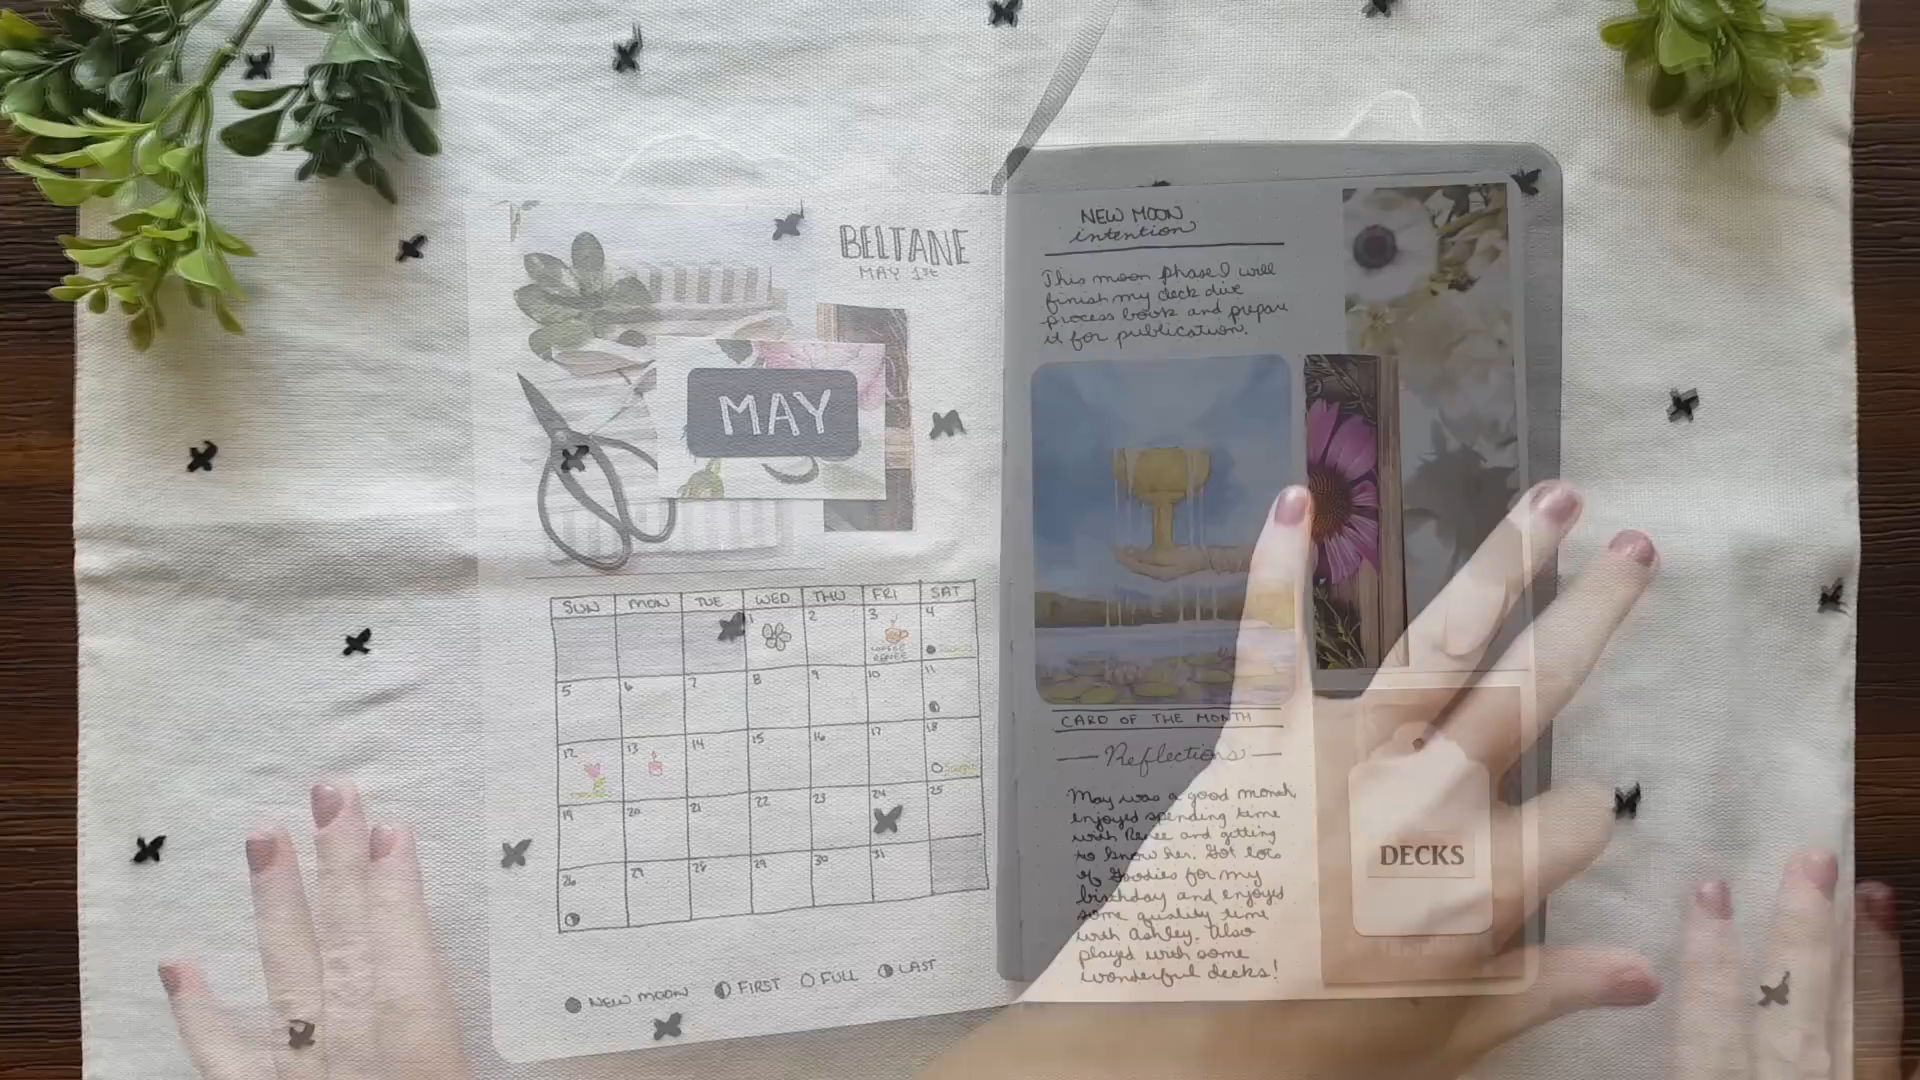 BELTANE
MAY 1st
MAY
SUN MON TUE WED THU FRI SAT
1 2 3 4
COFFEE
RENEE
5 6 7 8 9 10 11
12 13 14 15 16 17 18
19 20 21 22 23 24 25
26 27 28 29 30 31
NEW MOON FIRST FULL LAST
NEW MOON
intention
This moon phase I will
finish my deck dive
process book and prepare
it for publication.
CARD OF THE MONTH
Reflections
May was a good month
enjoyed spending time
with Renee and getting
to know her. Got lots
of goodies for my
birthday and enjoyed
some quality time
with Ashley. Also
played with some
wonderful decks!
DECKS